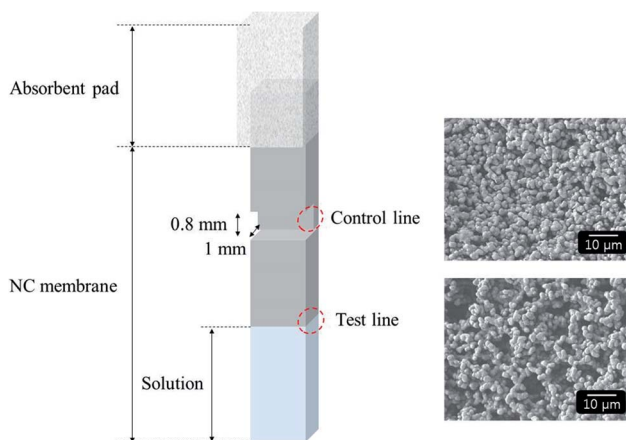 Absorbent pad
0.8 mm
1 mm
Control line
NC membrane
Test line
Solution
10 µm
10 µm